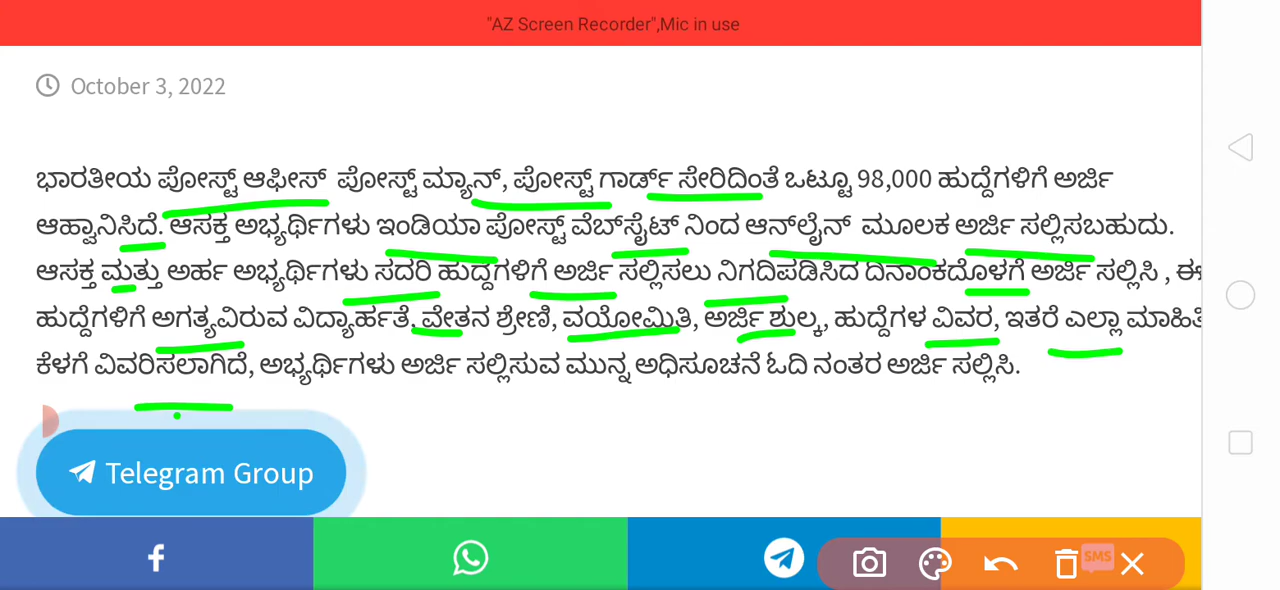 "AZ Screen Recorder",Mic in use
October 3, 2022
ಭಾರತೀಯ ಪೋಸ್ಟ್ ಆಫೀಸ್ ಪೋಸ್ಟ್ ಮ್ಯಾನ್, ಪೋಸ್ಟ್ ಗಾರ್ಡ್ ಸೇರಿದಿಂತೆ ಒಟ್ಟೂ 98,000 ಹುದ್ದೆಗಳಿಗೆ ಅರ್ಜಿ
ಆಹ್ವಾನಿಸಿದೆ. ಆಸಕ್ತ ಅಭ್ಯರ್ಥಿಗಳು ಇಂಡಿಯಾ ಪೋಸ್ಟ್ ವೆಬ್‌ಸೈಟ್ ನಿಂದ ಆನ್‌ಲೈನ್ ಮೂಲಕ ಅರ್ಜಿ ಸಲ್ಲಿಸಬಹುದು.
ಆಸಕ್ತ ಮತ್ತು ಅರ್ಹ ಅಭ್ಯರ್ಥಿಗಳು ಸದರಿ ಹುದ್ದಗಳಿಗೆ ಅರ್ಜಿ ಸಲ್ಲಿಸಲು ನಿಗದಿಪಡಿಸಿದ ದಿನಾಂಕದೊಳಗೆ ಅರ್ಜಿ ಸಲ್ಲಿಸಿ , ಈ
ಹುದ್ದೆಗಳಿಗೆ ಅಗತ್ಯವಿರುವ ವಿದ್ಯಾರ್ಹತೆ, ವೇತನ ಶ್ರೇಣಿ, ವಯೋಮಿತಿ, ಅರ್ಜಿ ಶುಲ್ಕ, ಹುದ್ದೆಗಳ ವಿವರ, ಇತರೆ ಎಲ್ಲಾ ಮಾಹಿತಿ
ಕೆಳಗೆ ವಿವರಿಸಲಾಗಿದೆ, ಅಭ್ಯರ್ಥಿಗಳು ಅರ್ಜಿ ಸಲ್ಲಿಸುವ ಮುನ್ನ ಅಧಿಸೂಚನೆ ಓದಿ ನಂತರ ಅರ್ಜಿ ಸಲ್ಲಿಸಿ.
Telegram Group
SMS